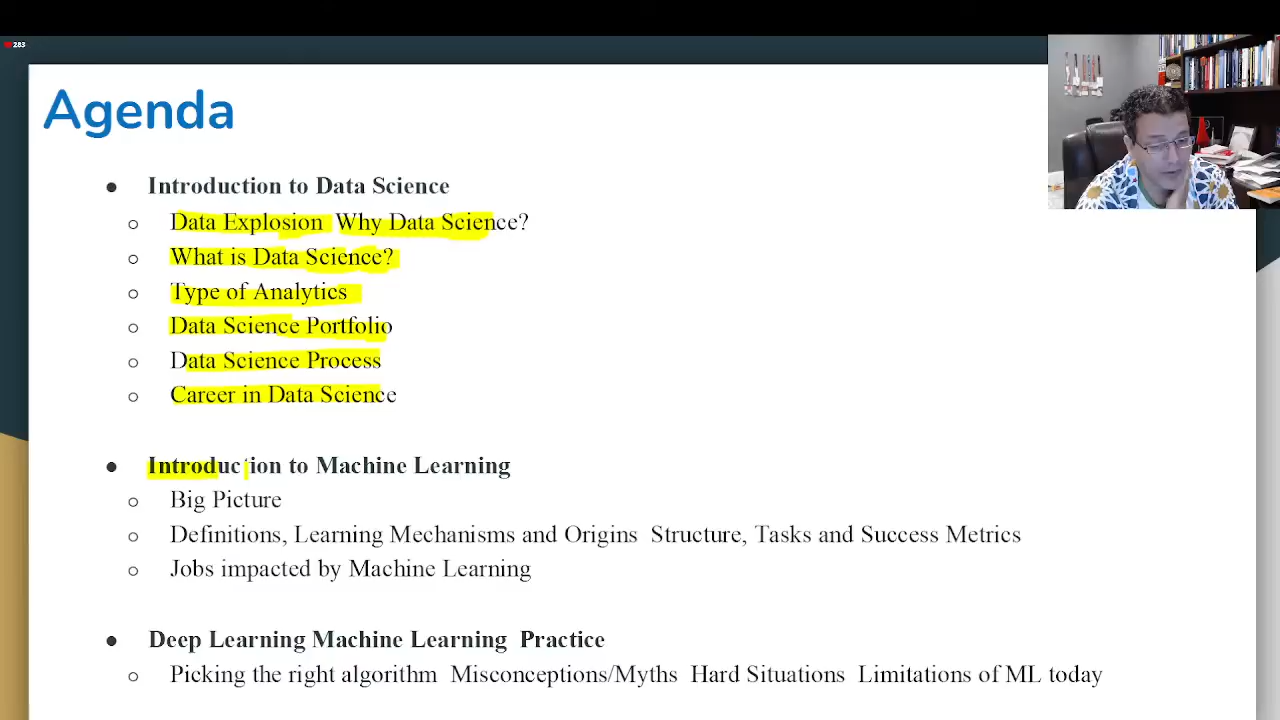 283
Agenda
● Introduction to Data Science
○ Data Explosion Why Data Science?
○ What is Data Science?
○ Type of Analytics
○ Data Science Portfolio
○ Data Science Process
○ Career in Data Science
● Introduction to Machine Learning
○ Big Picture
○ Definitions, Learning Mechanisms and Origins Structure, Tasks and Success Metrics
○ Jobs impacted by Machine Learning
● Deep Learning Machine Learning Practice
○ Picking the right algorithm Misconceptions/Myths Hard Situations Limitations of ML today